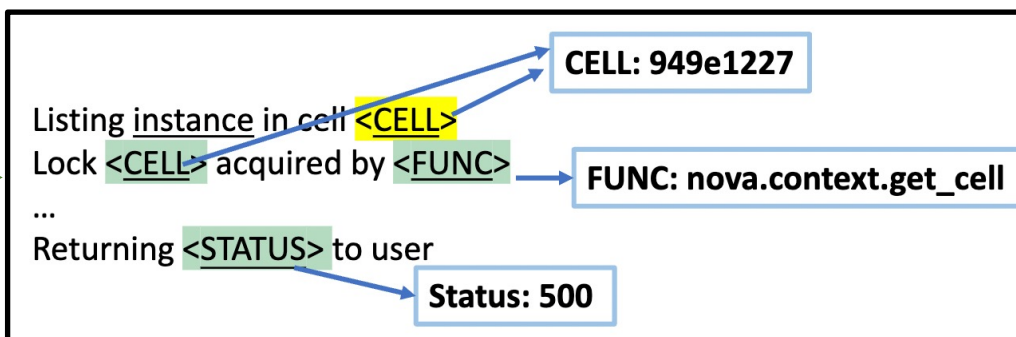 CELL: 949e1227
Listing instance in cell <CELL>
Lock <CELL> acquired by <FUNC>
FUNC: nova.context.get_cell
...
Returning <STATUS> to user
Status: 500